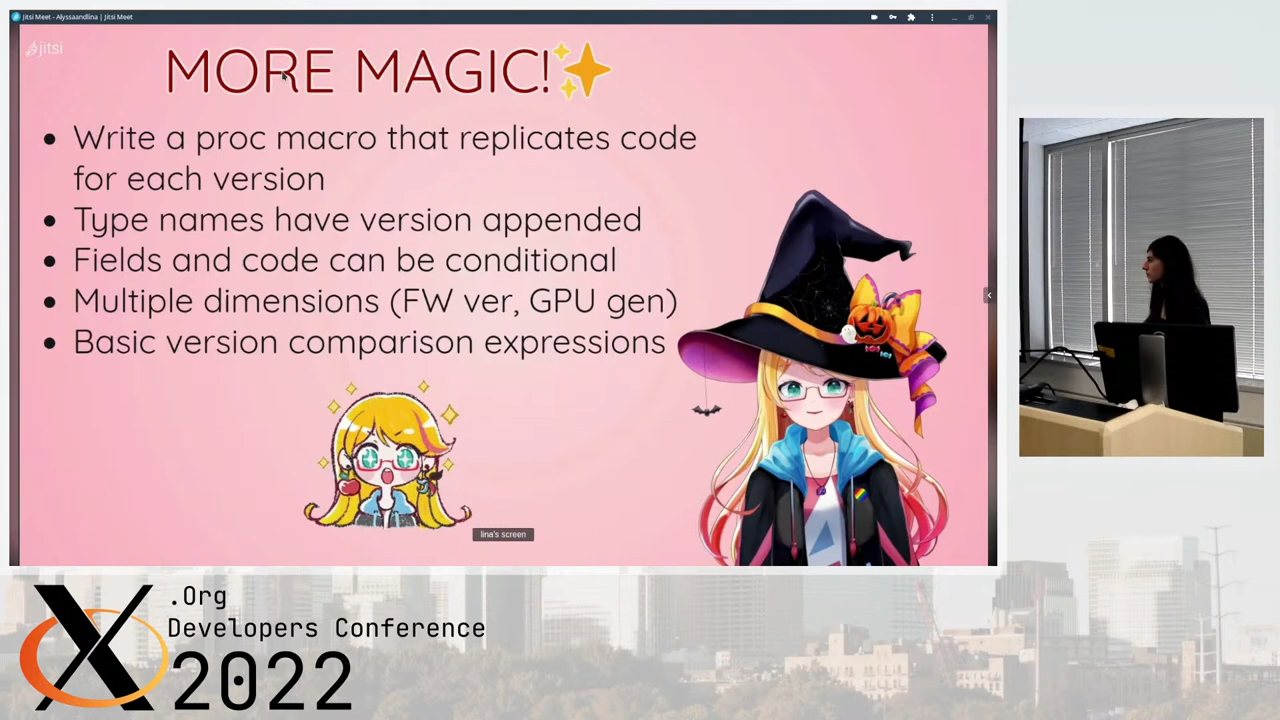 Jitsi Meet - Alyssaandlina | Jitsi Meet
jitsi
MORE MAGIC!
• Write a proc macro that replicates code
for each version
• Type names have version appended
• Fields and code can be conditional
• Multiple dimensions (FW ver, GPU gen)
• Basic version comparison expressions
lina's screen
X.Org
Developers Conference
2022